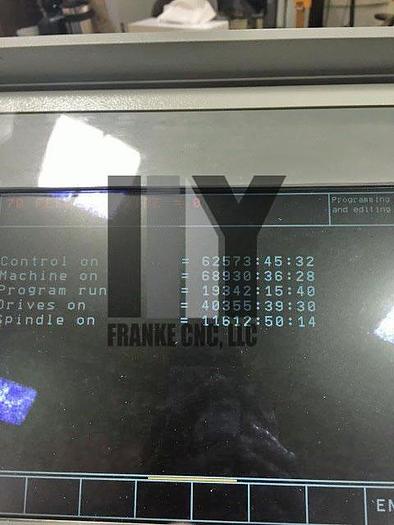 Programming
and editing
Control on = 62573:45:32
Machine on = 68930:36:28
Program run = 19342:15:40
Drives on = 40355:39:30
Spindle on = 11612:50:14
FRANKE CNC, LLC